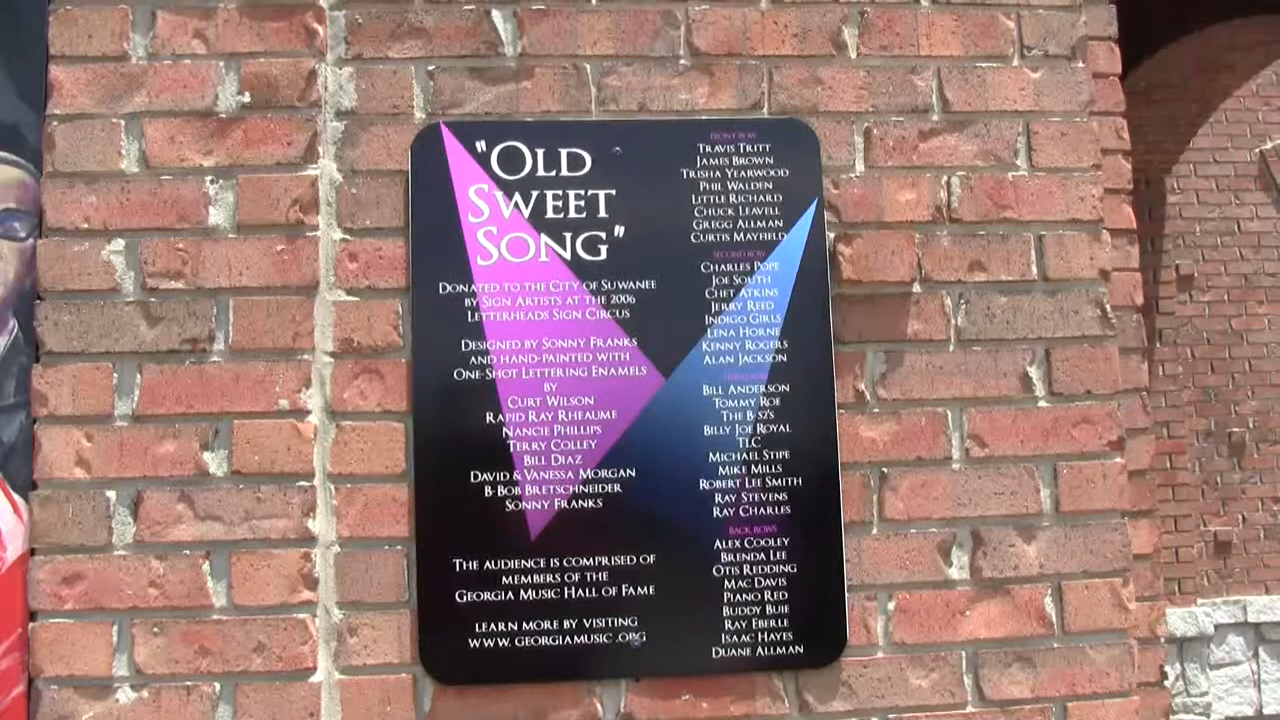 "OLD
SWEET
SONG"
DONATED TO THE CITY OF SUWANEE
BY SIGN ARTISTS AT THE 2006
LETTERHEADS SIGN CIRCUS
DESIGNED BY SONNY FRANKS
AND HAND-PAINTED WITH
ONE-SHOT LETTERING ENAMELS
BY
CURT WILSON
RAPID RAY RHEAUME
NANCIE PHILLIPS
TERRY COLLEY
BILL DIAZ
DAVID & VANESSA MORGAN
B-BOB BRETSCHNEIDER
SONNY FRANKS
THE AUDIENCE IS COMPRISED OF
MEMBERS OF THE
GEORGIA MUSIC HALL OF FAME
LEARN MORE BY VISITING
WWW. GEORGIAMUSIC .ORG
FRONT ROW
TRAVIS TRITT
JAMES BROWN
TRISHA YEARWOOD
PHIL WALDEN
LITTLE RICHARD
CHUCK LEAVELL
GREGG ALLMAN
CURTIS MAYFIELD
SECOND ROW
CHARLES POPE
JOE SOUTH
CHET ATKINS
JERRY REED
INDIGO GIRLS
LENA HORNE
KENNY ROGERS
ALAN JACKSON
THIRD ROW
BILL ANDERSON
TOMMY ROE
THE B-52'S
BILLY JOE ROYAL
TLC
MICHAEL STIPE
MIKE MILLS
ROBERT LEE SMITH
RAY STEVENS
RAY CHARLES
BACK ROWS
ALEX COOLEY
BRENDA LEE
OTIS REDDING
MAC DAVIS
PIANO RED
BUDDY BUIE
RAY EBERLE
ISAAC HAYES
DUANE ALLMAN